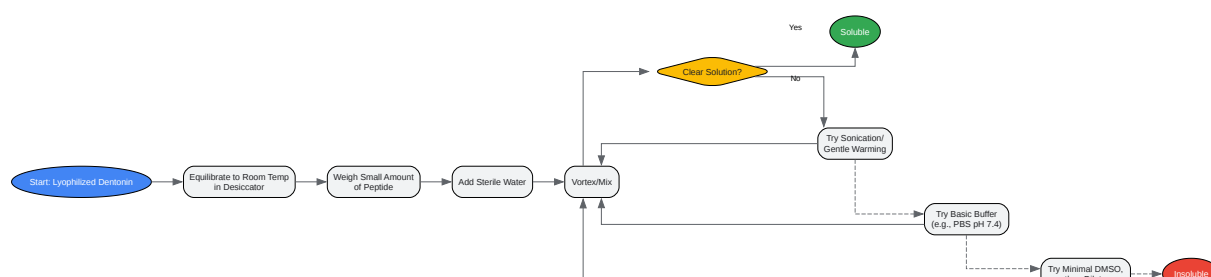 Yes
Soluble
Clear Solution?
No
Try Sonication/
Gentle Warming
Start: Lyophilized Dentonin
Equilibrate to Room Temp
in Desiccator
Weigh Small Amount
of Peptide
Add Sterile Water
Vortex/Mix
Try Basic Buffer
(e.g., PBS pH 7.4)
Try Minimal DMSO,
Insoluble